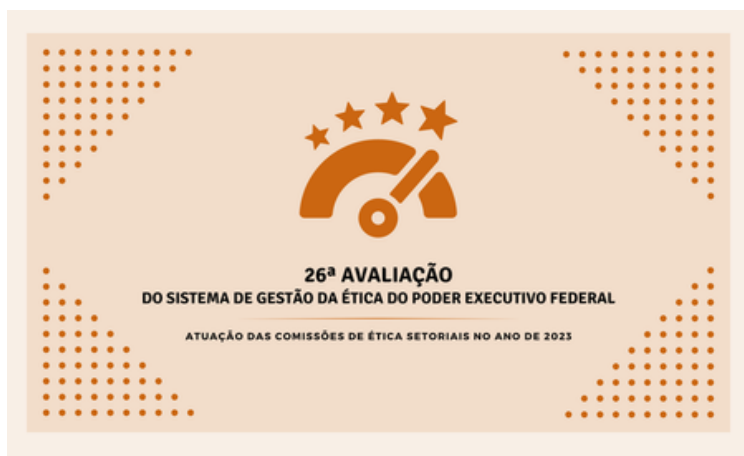 26ª AVALIAÇÃO
DO SISTEMA DE GESTÃO DA ÉTICA DO PODER EXECUTIVO FEDERAL
ATUAÇÃO DAS COMISSÕES DE ÉTICA SETORIAIS NO ANO DE 2023